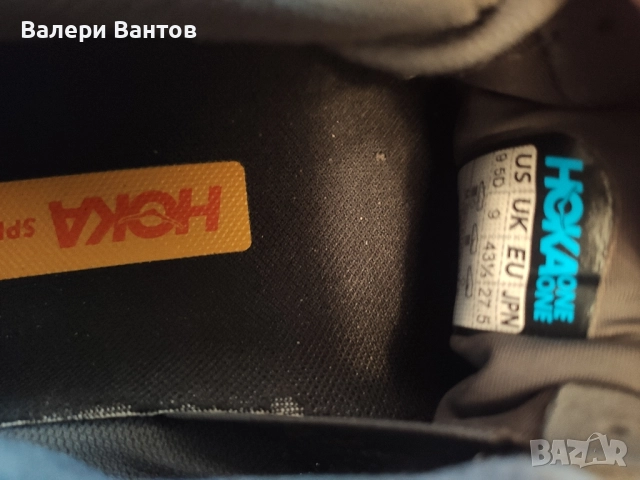 Валери Вантов
HOKA
HOKA ONE ONE
US UK EU JPN
9 5D 9 43⅓ 27 5
BAZAR